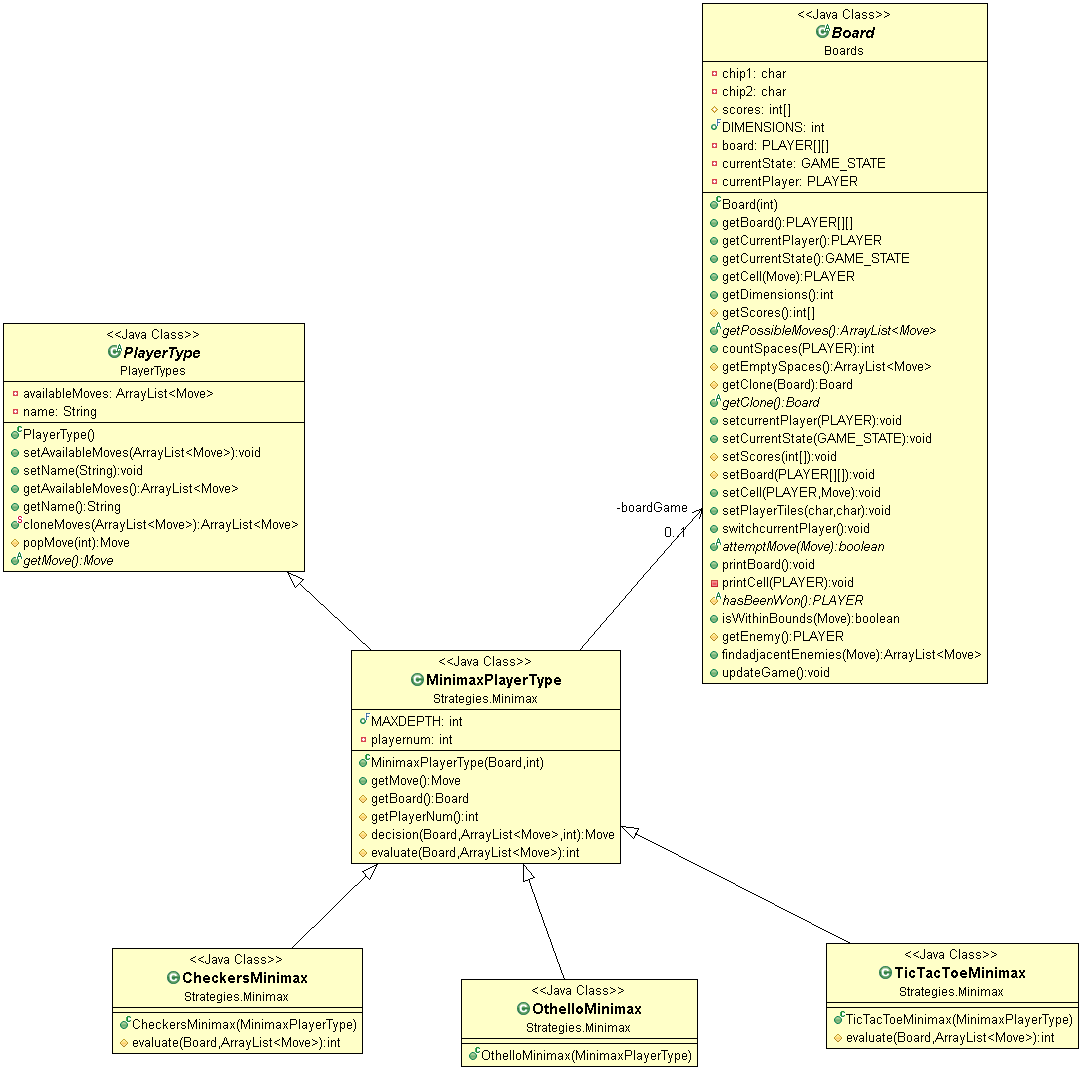 <<Java Class>>
Board
Boards
chip1: char
chip2: char
scores: int[]
DIMENSIONS: int
board: PLAYER[][]
currentState: GAME_STATE
currentPlayer: PLAYER
Board(int)
getBoard():PLAYER[][]
getCurrentPlayer():PLAYER
getCurrentState():GAME_STATE
getCell(Move):PLAYER
getDimensions():int
getScores():int[]
getPossibleMoves():ArrayList<Move>
countSpaces(PLAYER):int
getEmptySpaces():ArrayList<Move>
getClone(Board):Board
getClone():Board
setcurrentPlayer(PLAYER):void
setCurrentState(GAME_STATE):void
setScores(int[]):void
setBoard(PLAYER[][]):void
setCell(PLAYER,Move):void
setPlayerTiles(char,char):void
switchcurrentPlayer():void
attemptMove(Move):boolean
printBoard():void
printCell(PLAYER):void
hasBeenWon():PLAYER
isWithinBounds(Move):boolean
getEnemy():PLAYER
findadjacentEnemies(Move):ArrayList<Move>
updateGame():void
<<Java Class>>
PlayerType
PlayerTypes
availableMoves: ArrayList<Move>
name: String
PlayerType()
setAvailableMoves(ArrayList<Move>):void
setName(String):void
getAvailableMoves():ArrayList<Move>
getName():String
cloneMoves(ArrayList<Move>):ArrayList<Move>
popMove(int):Move
getMove():Move
-boardGame
0..1
<<Java Class>>
MinimaxPlayerType
Strategies.Minimax
MAXDEPTH: int
playernum: int
MinimaxPlayerType(Board,int)
getMove():Move
getBoard():Board
getPlayerNum():int
decision(Board,ArrayList<Move>,int):Move
evaluate(Board,ArrayList<Move>):int
<<Java Class>>
CheckersMinimax
Strategies.Minimax
CheckersMinimax(MinimaxPlayerType)
evaluate(Board,ArrayList<Move>):int
<<Java Class>>
OthelloMinimax
Strategies.Minimax
OthelloMinimax(MinimaxPlayerType)
<<Java Class>>
TicTacToeMinimax
Strategies.Minimax
TicTacToeMinimax(MinimaxPlayerType)
evaluate(Board,ArrayList<Move>):int